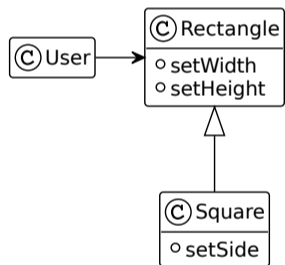 C Rectangle
C User
setWidth
setHeight
C Square
setSide